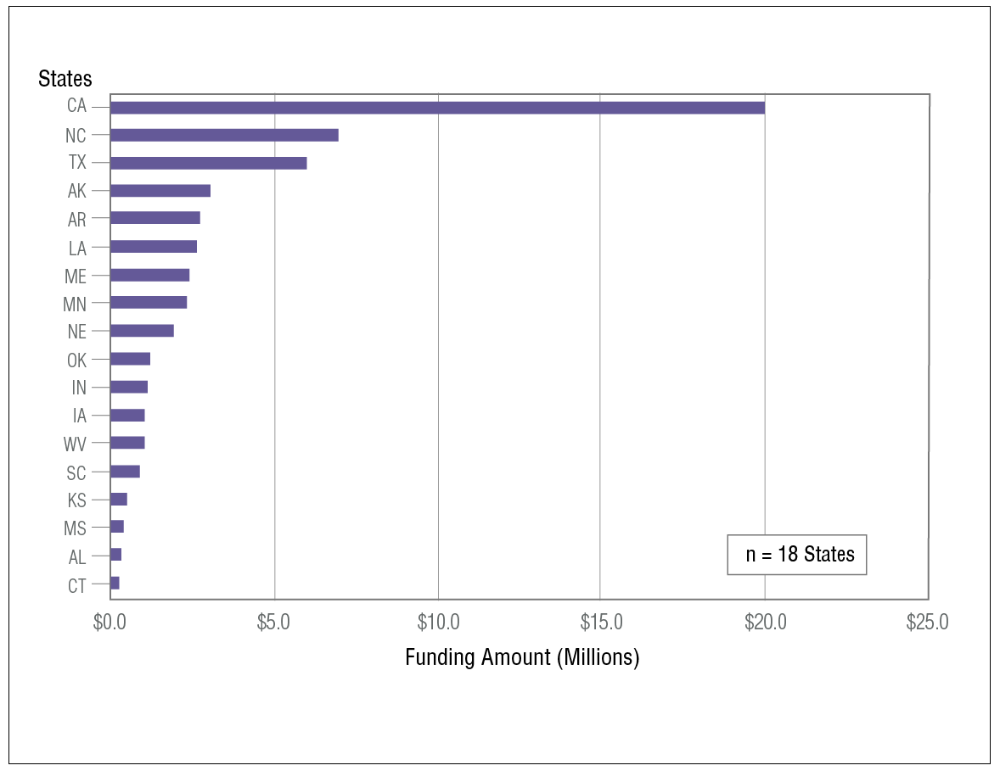 States
CA
NC
TX
AK
AR
LA
ME
MN
NE
OK
IN
IA
WV
SC
KS
MS
AL
CT
n = 18 States
$0.0 $5.0 $10.0 $15.0 $20.0 $25.0
Funding Amount (Millions)